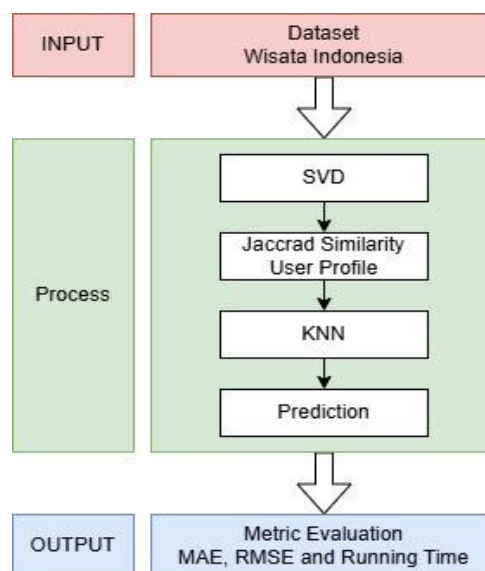 INPUT
Dataset
Wisata Indonesia
Process
SVD
Jaccrad Similarity
User Profile
KNN
Prediction
OUTPUT
Metric Evaluation
MAE, RMSE and Running Time